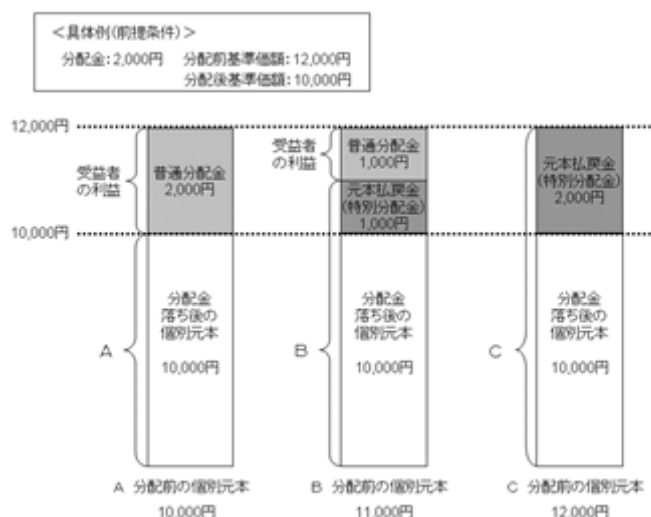 ＜具体例(前提条件)＞
分配金：2,000円　分配前基準価額：12,000円
分配後基準価額：10,000円
12,000円
10,000円
受益者
の利益
普通分配金
2,000円
A
分配金
落ち後の
個別元本
10,000円
A 分配前の個別元本
10,000円
受益者
の利益
普通分配金
1,000円
元本払戻金
(特別分配金)
1,000円
B
分配金
落ち後の
個別元本
10,000円
B 分配前の個別元本
11,000円
元本払戻金
(特別分配金)
2,000円
C
分配金
落ち後の
個別元本
10,000円
C 分配前の個別元本
12,000円